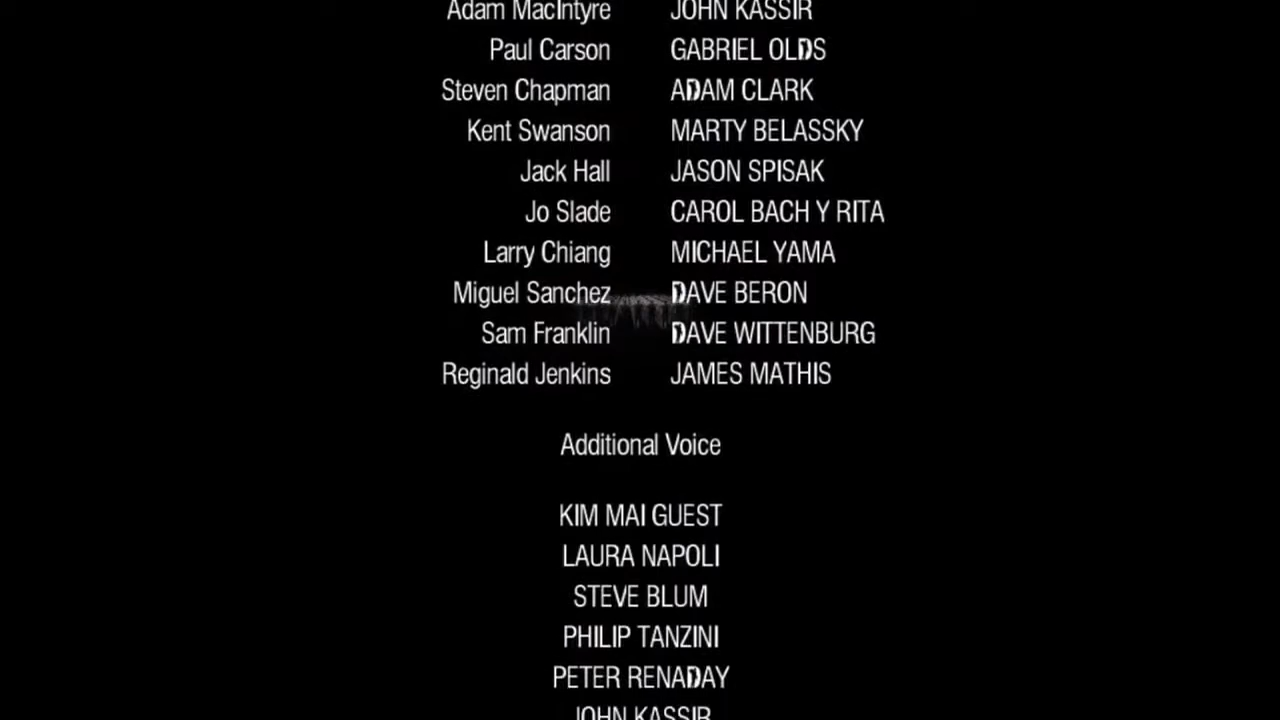 Adam MacIntyre JOHN KASSIR
Paul Carson GABRIEL OLDS
Steven Chapman ADAM CLARK
Kent Swanson MARTY BELASSKY
Jack Hall JASON SPISAK
Jo Slade CAROL BACH Y RITA
Larry Chiang MICHAEL YAMA
Miguel Sanchez DAVE BERON
Sam Franklin DAVE WITTENBURG
Reginald Jenkins JAMES MATHIS
Additional Voice
KIM MAI GUEST
LAURA NAPOLI
STEVE BLUM
PHILIP TANZINI
PETER RENADAY
JOHN KASSIR